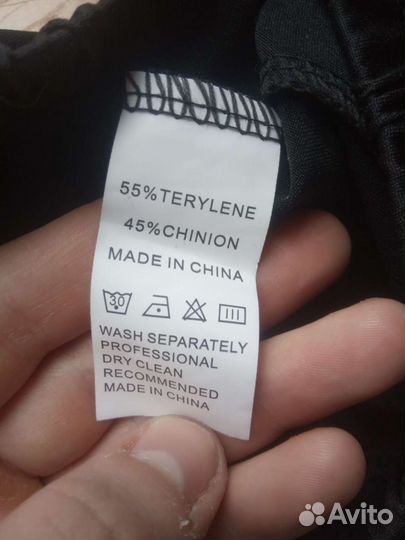 55%TERYLENE
45%CHINION
MADE IN CHINA
30
WASH SEPARATELY
PROFESSIONAL
DRY CLEAN
RECOMMENDED
MADE IN CHINA
Avito